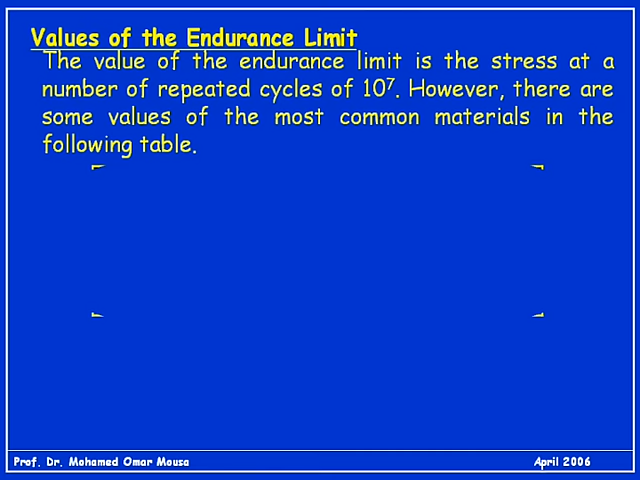 Values of the Endurance Limit
The value of the endurance limit is the stress at a
number of repeated cycles of 10⁷. However, there are
some values of the most common materials in the
following table.
Prof. Dr. Mohamed Omar Mousa April 2006